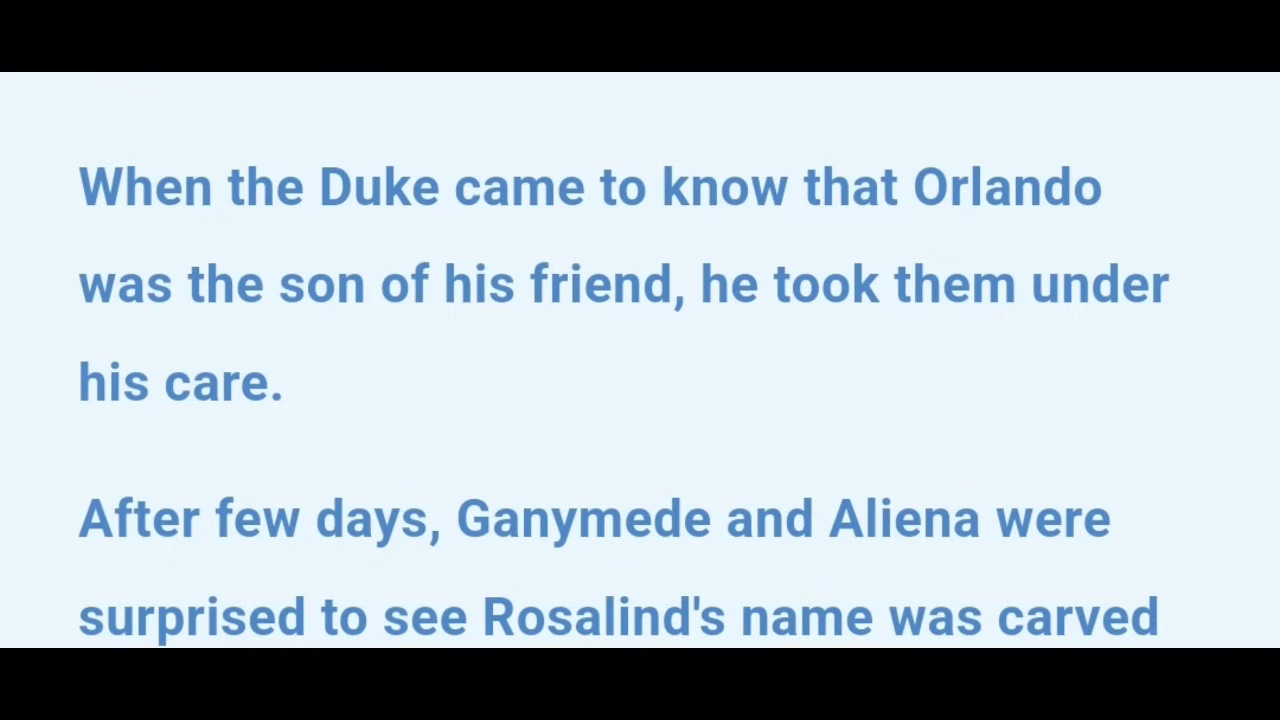 When the Duke came to know that Orlando
was the son of his friend, he took them under
his care.
After few days, Ganymede and Aliena were
surprised to see Rosalind's name was carved